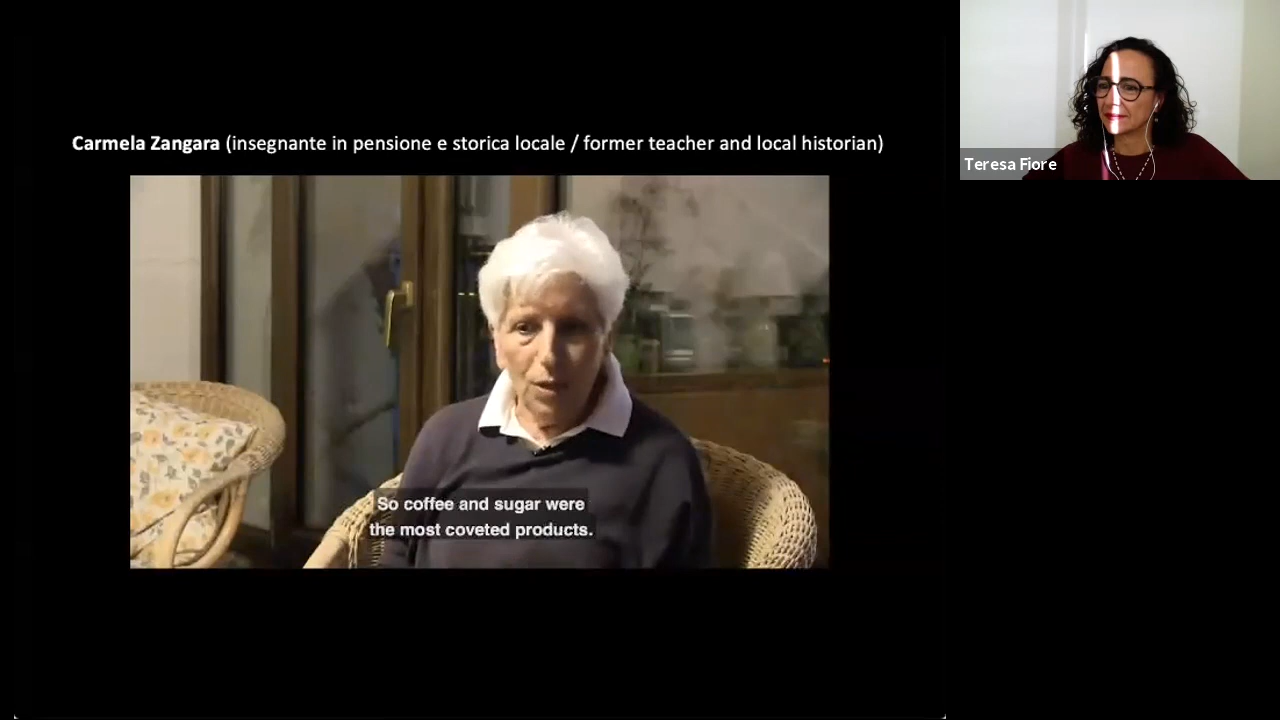 Carmela Zangara (insegnante in pensione e storica locale / former teacher and local historian)
Teresa Fiore
So coffee and sugar were
the most coveted products.